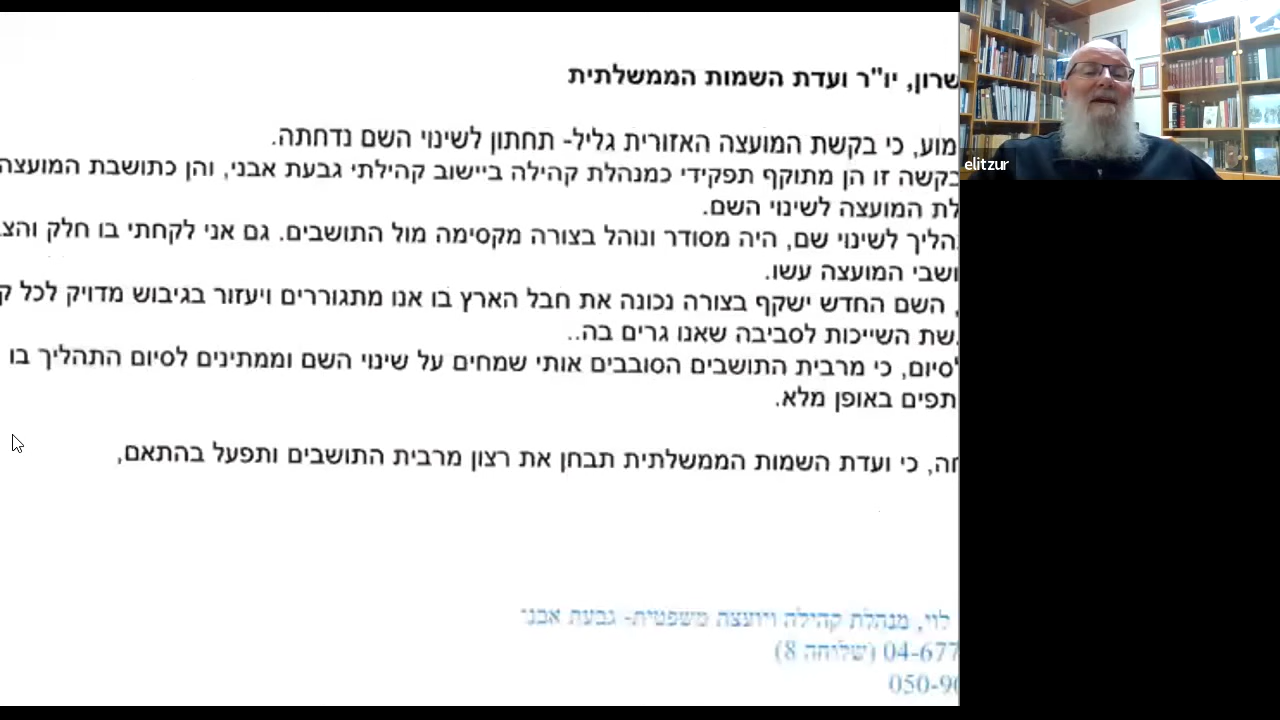 שרון, יו"ר ועדת השמות הממשלתית
מוע, כי בקשת המועצה האזורית גליל- תחתון לשינוי השם נדחתה.
בקשה זו הן מתוקף תפקידי כמנהלת קהילה ביישוב קהילתי גבעת אבני, והן כתושבת המועצה
לת המועצה לשינוי השם.
הליך לשינוי שם, היה מסודר ונוהל בצורה מקסימה מול התושבים. גם אני לקחתי בו חלק והצב
ושבי המועצה עשו.
, השם החדש ישקף בצורה נכונה את חבל הארץ בו אנו מתגוררים ויעזור בגיבוש מדויק לכל ק
שת השייכות לסביבה שאנו גרים בה..
לסיום, כי מרבית התושבים הסובבים אותי שמחים על שינוי השם וממתינים לסיום התהליך בו
תפים באופן מלא.
חה, כי ועדת השמות הממשלתית תבחן את רצון מרבית התושבים ותפעל בהתאם,
לוי, מנהלת קהילה ויועצה משפטית- גבעת אבני
04-677 (שלוחה 8)
050-90
elitzur